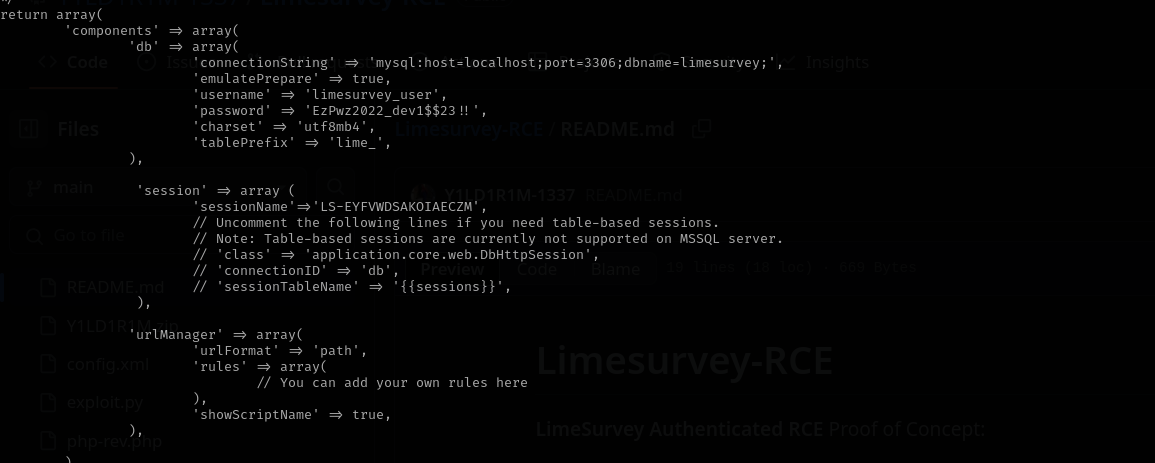 */
return array(
'components' => array(
'db' => array(
'connectionString' => 'mysql:host=localhost;port=3306;dbname=limesurvey;',
'emulatePrepare' => true,
'username' => 'limesurvey_user',
'password' => 'EzPwz2022_dev1$$23!!',
'charset' => 'utf8mb4',
'tablePrefix' => 'lime_',
),
'session' => array (
'sessionName'=>'LS-EYFVWDSAKOIAECZM',
// Uncomment the following lines if you need table-based sessions.
// Note: Table-based sessions are currently not supported on MSSQL server.
// 'class' => 'application.core.web.DbHttpSession',
// 'connectionID' => 'db',
// 'sessionTableName' => '{{sessions}}',
),
'urlManager' => array(
'urlFormat' => 'path',
'rules' => array(
// You can add your own rules here
),
'showScriptName' => true,
),
)
Code
Insights
Files
Limesurvey-RCE / README.md
main
Y1LD1R1M-1337 README.md
Go to file
Preview
Code
Blame
19 lines (18 loc) · 669 Bytes
README.md
Y1LD1R1M.zip
config.xml
exploit.py
php-rev.php
Limesurvey-RCE
LimeSurvey Authenticated RCE Proof of Concept: